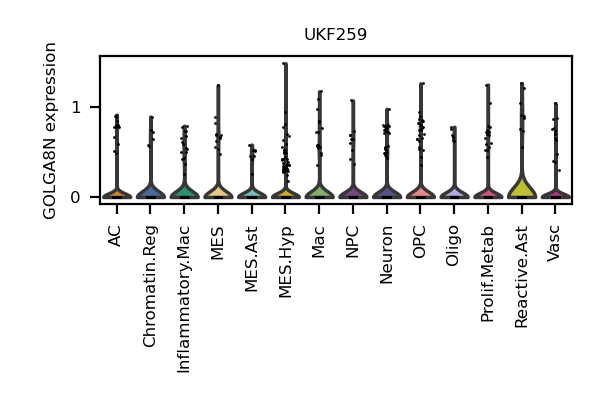 UKF259
GOLGA8N expression
1
0
AC
Chromatin.Reg
Inflammatory.Mac
MES
MES.Ast
MES.Hyp
Mac
NPC
Neuron
OPC
Oligo
Prolif.Metab
Reactive.Ast
Vasc